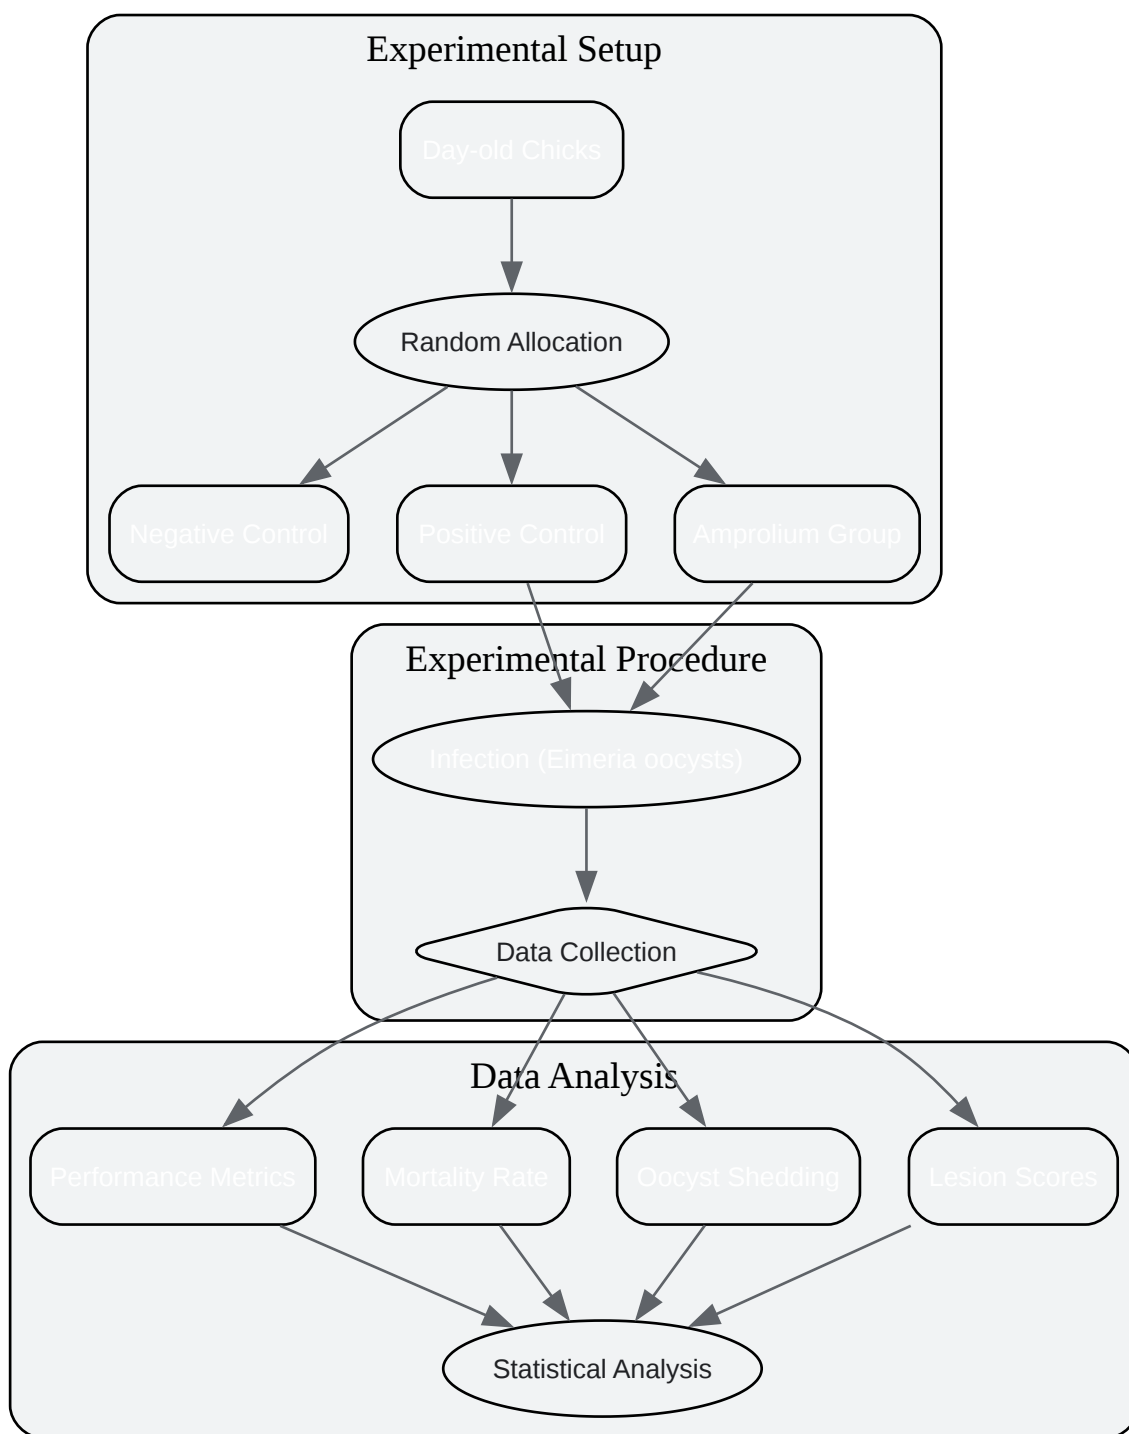 Experimental Setup
Day-old Chicks
Random Allocation
Negative Control
Positive Control
Amprolium Group
Experimental Procedure
Infection (Eimeria oocysts)
Data Collection
Data Analysis
Performance Metrics
Mortality Rate
Oocyst Shedding
Lesion Scores
Statistical Analysis